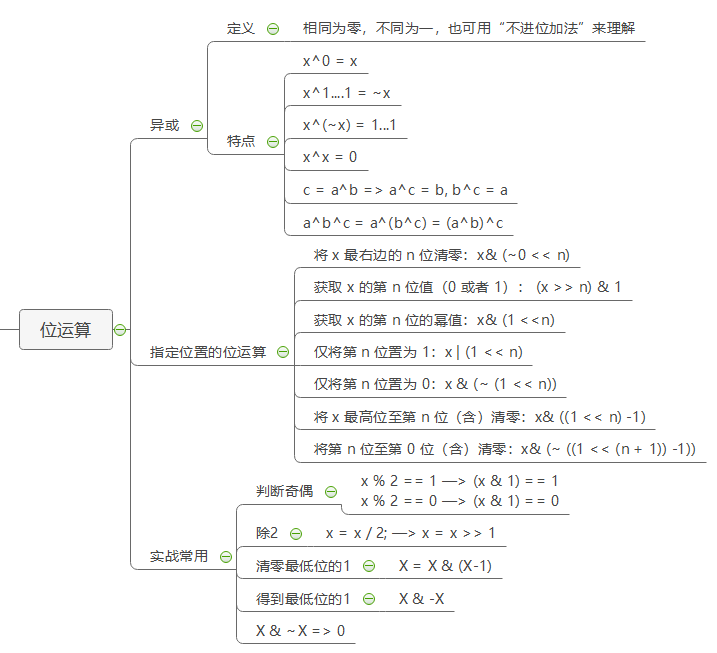 位运算
异或
定义
相同为零，不同为一，也可用“不进位加法”来理解
特点
x^0 = x
x^1....1 = ~x
x^(~x) = 1...1
x^x = 0
c = a^b => a^c = b, b^c = a
a^b^c = a^(b^c) = (a^b)^c
指定位置的位运算
将 x 最右边的 n 位清零：x& (~0 << n)
获取 x 的第 n 位值（0 或者 1）： (x >> n) & 1
获取 x 的第 n 位的幂值：x& (1 <<n)
仅将第 n 位置为 1：x | (1 << n)
仅将第 n 位置为 0：x & (~ (1 << n))
将 x 最高位至第 n 位（含）清零：x& ((1 << n) -1)
将第 n 位至第 0 位（含）清零：x& (~ ((1 << (n + 1)) -1))
实战常用
判断奇偶
x % 2 == 1 —> (x & 1) == 1
x % 2 == 0 —> (x & 1) == 0
除2
x = x / 2; —> x = x >> 1
清零最低位的1
X = X & (X-1)
得到最低位的1
X & -X
X & ~X => 0